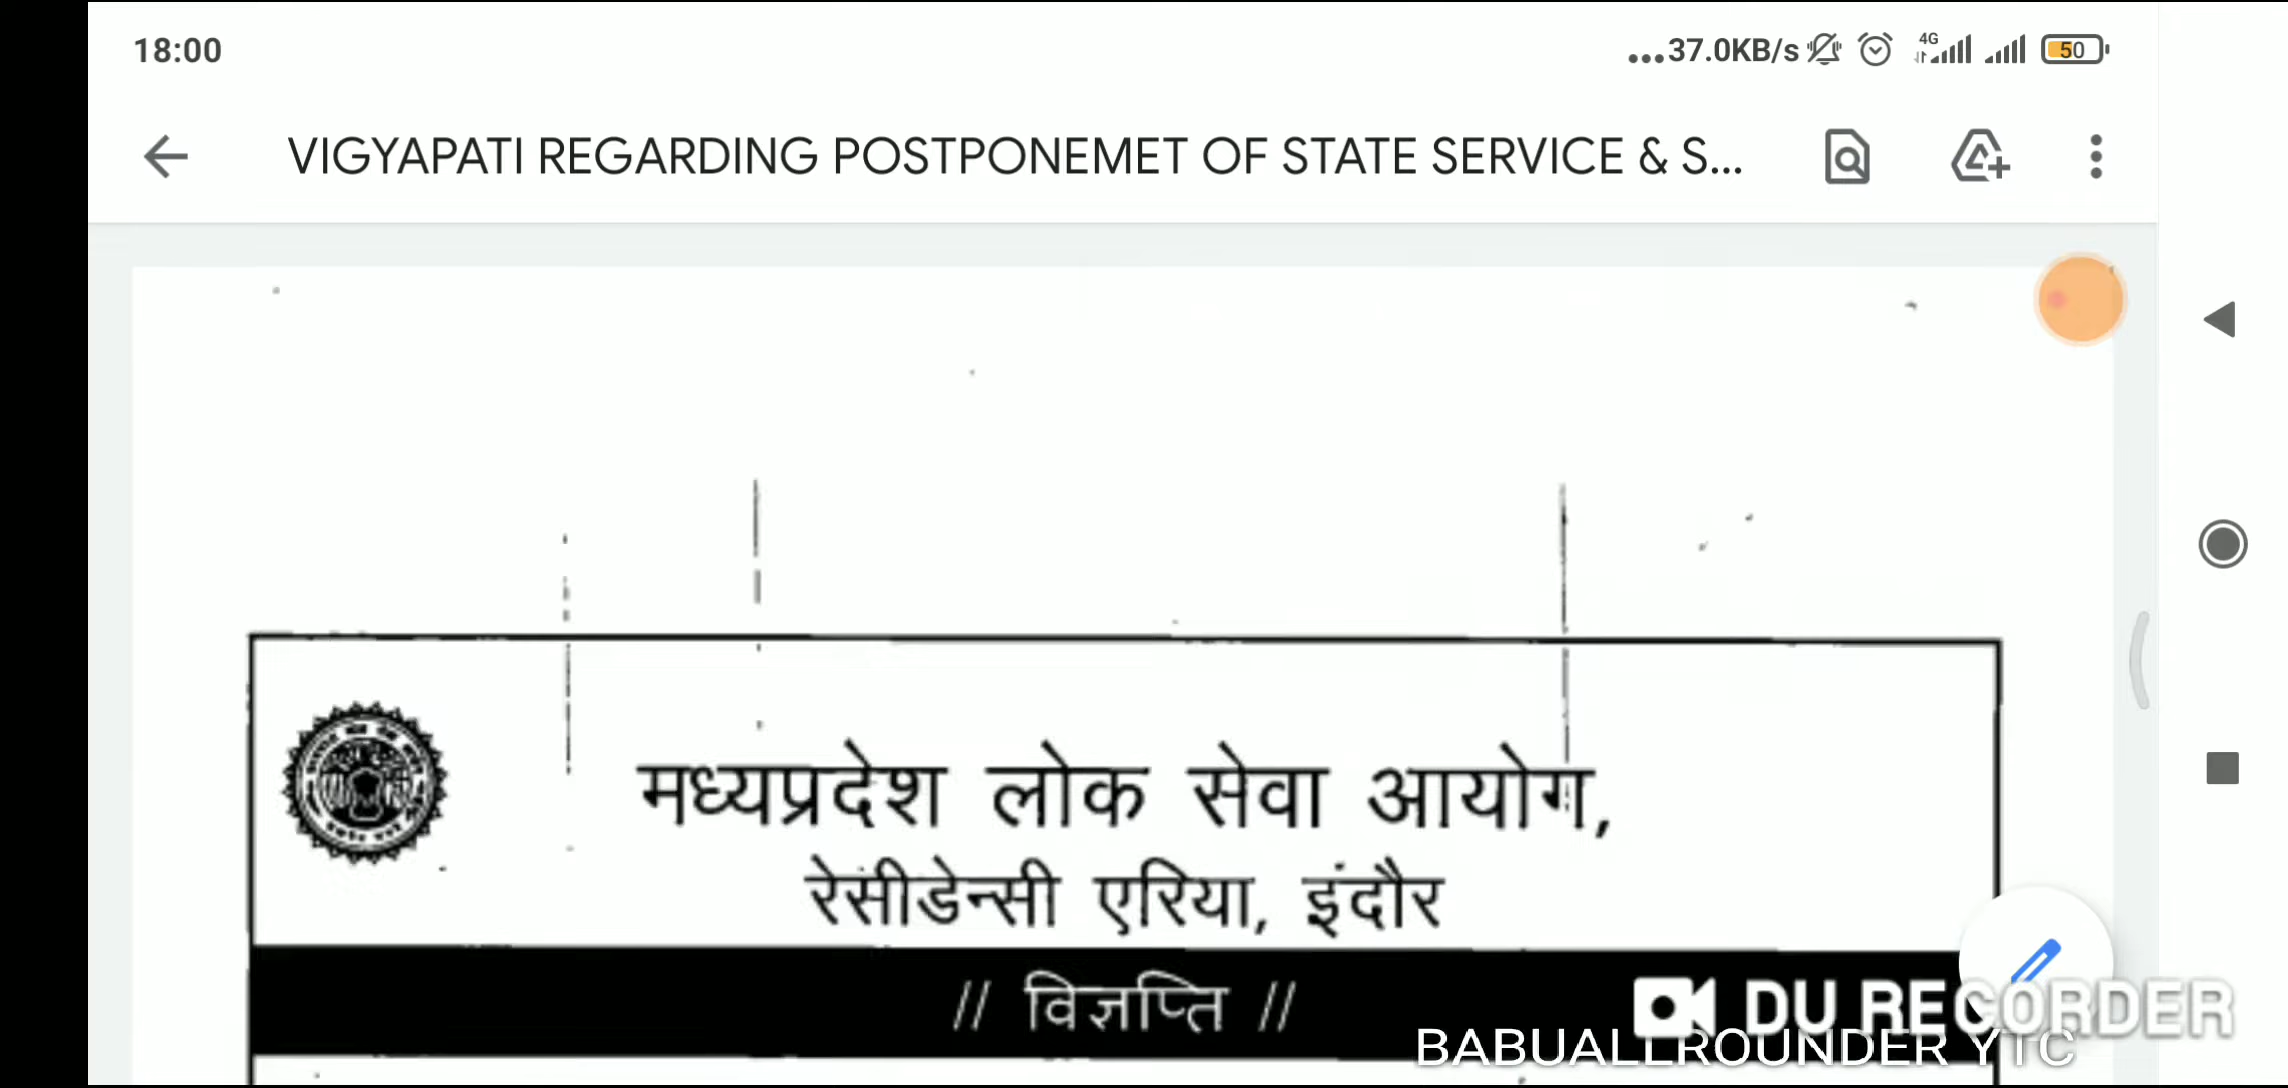 18:00
...37.0KB/s 4G 50
VIGYAPATI REGARDING POSTPONEMET OF STATE SERVICE & S...
मध्यप्रदेश लोक सेवा आयोग,
रेसीडेन्सी एरिया, इंदौर
// विज्ञप्ति //
DU RECORDER
BABUALLROUNDER YTC